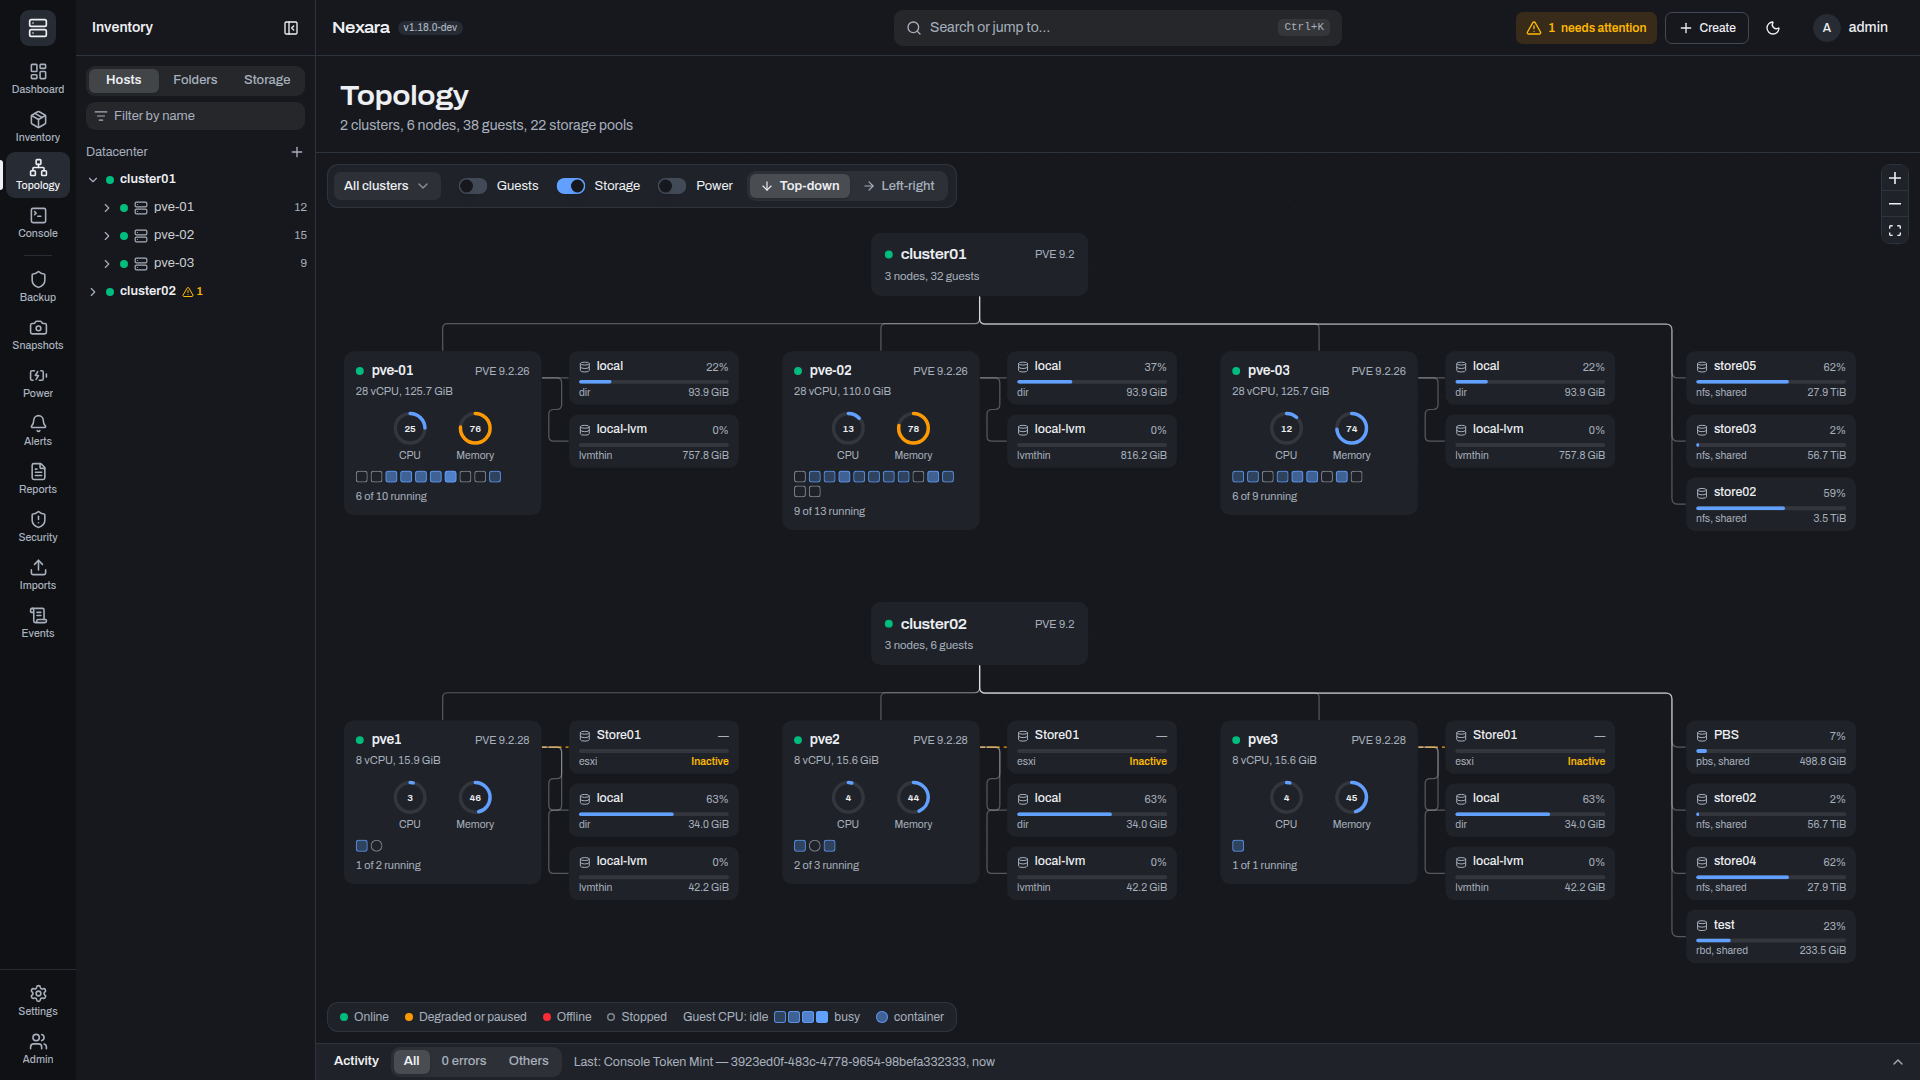 Inventory
Nexara v1.18.0-dev
Search or jump to... Ctrl+K
1 needs attention
Create
A admin
Dashboard
Inventory
Topology
Console
Backup
Snapshots
Power
Alerts
Reports
Security
Imports
Events
Settings
Admin
Hosts Folders Storage
Filter by name
Datacenter
cluster01
pve-01 12
pve-02 15
pve-03 9
cluster02 1
Topology
2 clusters, 6 nodes, 38 guests, 22 storage pools
All clusters Guests Storage Power Top-down Left-right
cluster01 PVE 9.2
3 nodes, 32 guests
pve-01 PVE 9.2.26
28 vCPU, 125.7 GiB
25 76
CPU Memory
6 of 10 running
local 22%
dir 93.9 GiB
local-lvm 0%
lvmthin 757.8 GiB
pve-02 PVE 9.2.26
28 vCPU, 110.0 GiB
13 78
CPU Memory
9 of 13 running
local 37%
dir 93.9 GiB
local-lvm 0%
lvmthin 816.2 GiB
pve-03 PVE 9.2.26
28 vCPU, 125.7 GiB
12 74
CPU Memory
6 of 9 running
local 22%
dir 93.9 GiB
local-lvm 0%
lvmthin 757.8 GiB
store05 62%
nfs, shared 27.9 TiB
store03 2%
nfs, shared 56.7 TiB
store02 59%
nfs, shared 3.5 TiB
cluster02 PVE 9.2
3 nodes, 6 guests
pve1 PVE 9.2.28
8 vCPU, 15.9 GiB
3 46
CPU Memory
1 of 2 running
Store01 —
esxi Inactive
local 63%
dir 34.0 GiB
local-lvm 0%
lvmthin 42.2 GiB
pve2 PVE 9.2.28
8 vCPU, 15.6 GiB
4 44
CPU Memory
2 of 3 running
Store01 —
esxi Inactive
local 63%
dir 34.0 GiB
local-lvm 0%
lvmthin 42.2 GiB
pve3 PVE 9.2.28
8 vCPU, 15.6 GiB
4 45
CPU Memory
1 of 1 running
Store01 —
esxi Inactive
local 63%
dir 34.0 GiB
local-lvm 0%
lvmthin 42.2 GiB
PBS 7%
pbs, shared 498.8 GiB
store02 2%
nfs, shared 56.7 TiB
store04 62%
nfs, shared 27.9 TiB
test 23%
rbd, shared 233.5 GiB
Online Degraded or paused Offline Stopped Guest CPU: idle busy container
Activity All 0 errors Others Last: Console Token Mint — 3923ed0f-483c-4778-9654-98befa332333, now